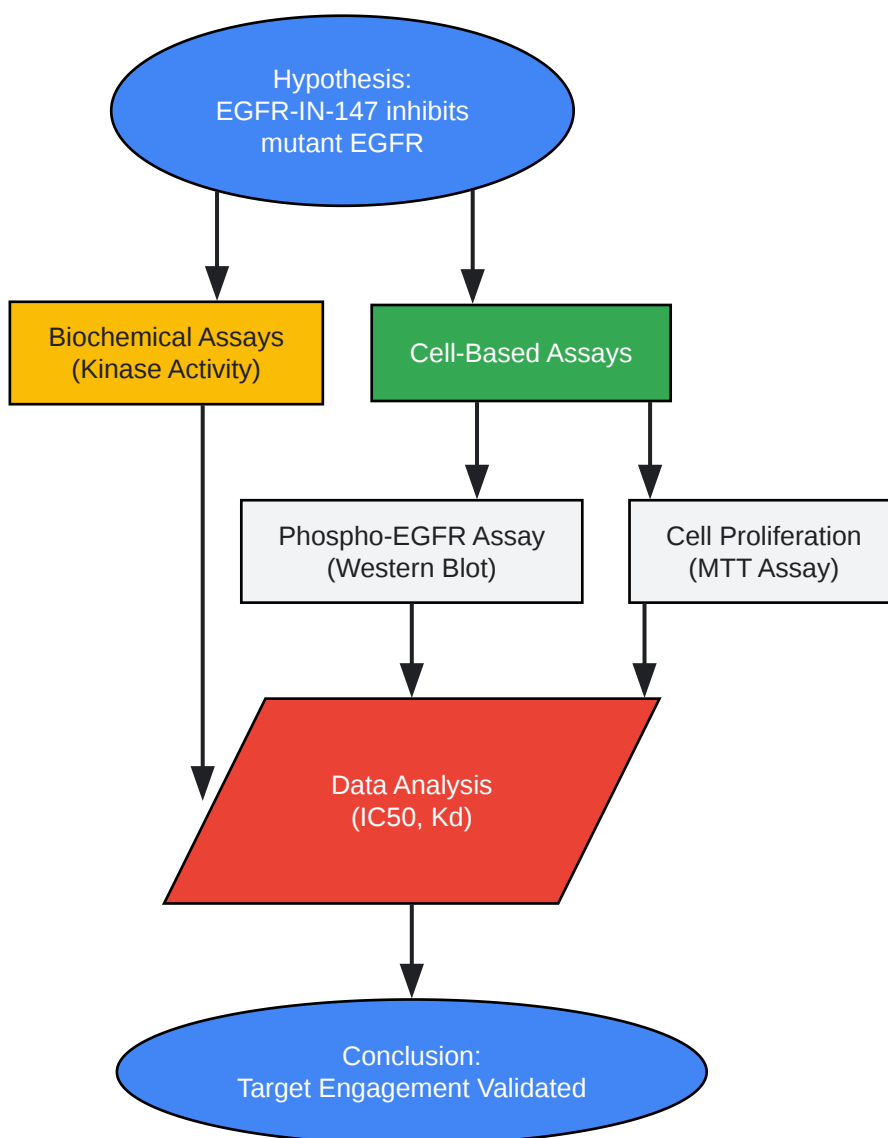 Hypothesis:
EGFR-IN-147 inhibits
mutant EGFR
Biochemical Assays
(Kinase Activity)
Cell-Based Assays
Phospho-EGFR Assay
(Western Blot)
Cell Proliferation
(MTT Assay)
Data Analysis
(IC50, Kd)
Conclusion:
Target Engagement Validated